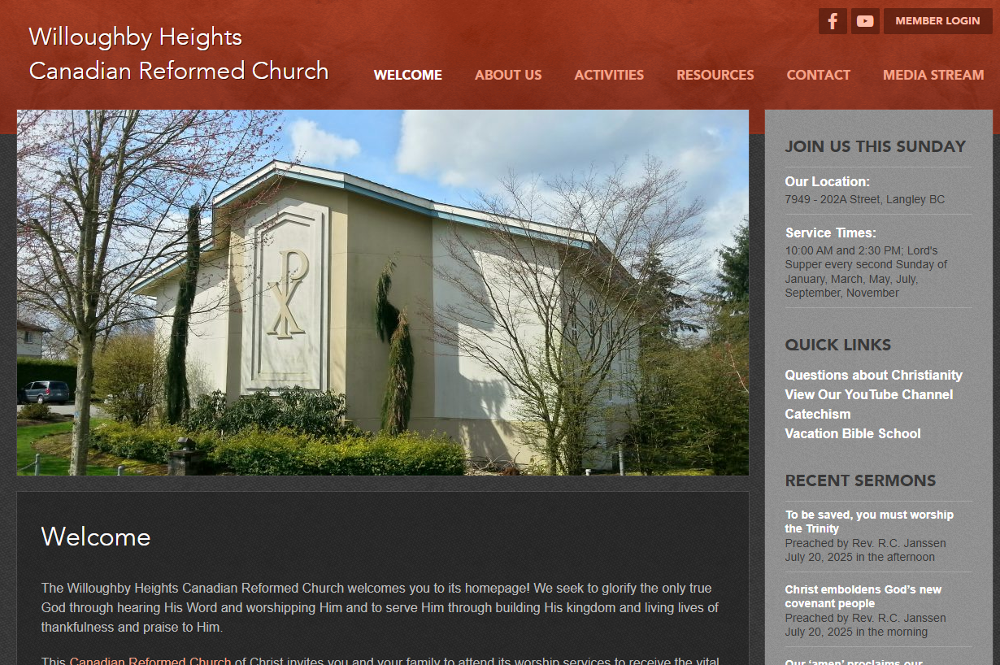 Willoughby Heights
Canadian Reformed Church
MEMBER LOGIN
WELCOME ABOUT US ACTIVITIES RESOURCES CONTACT MEDIA STREAM
JOIN US THIS SUNDAY
Our Location:
7949 - 202A Street, Langley BC
Service Times:
10:00 AM and 2:30 PM; Lord's
Supper every second Sunday of
January, March, May, July,
September, November
QUICK LINKS
Questions about Christianity
View Our YouTube Channel
Catechism
Vacation Bible School
RECENT SERMONS
To be saved, you must worship
the Trinity
Preached by Rev. R.C. Janssen
July 20, 2025 in the afternoon
Christ emboldens God’s new
covenant people
Preached by Rev. R.C. Janssen
July 20, 2025 in the morning
Our ‘amen’ proclaims our
Welcome
The Willoughby Heights Canadian Reformed Church welcomes you to its homepage! We seek to glorify the only true
God through hearing His Word and worshipping Him and to serve Him through building His kingdom and living lives of
thankfulness and praise to Him.
This Canadian Reformed Church of Christ invites you and your family to attend its worship services to receive the vital